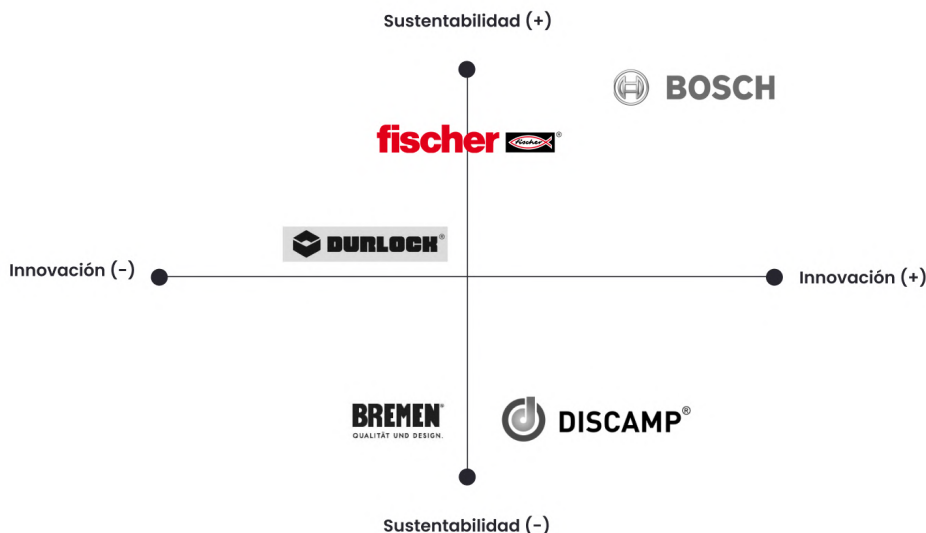 Sustentabilidad (+)
BOSCH
fischer fischer®
DURLOCK®
Innovación (-)
Innovación (+)
BREMEN®
QUALITÄT UND DESIGN.
DISCAMP®
Sustentabilidad (-)